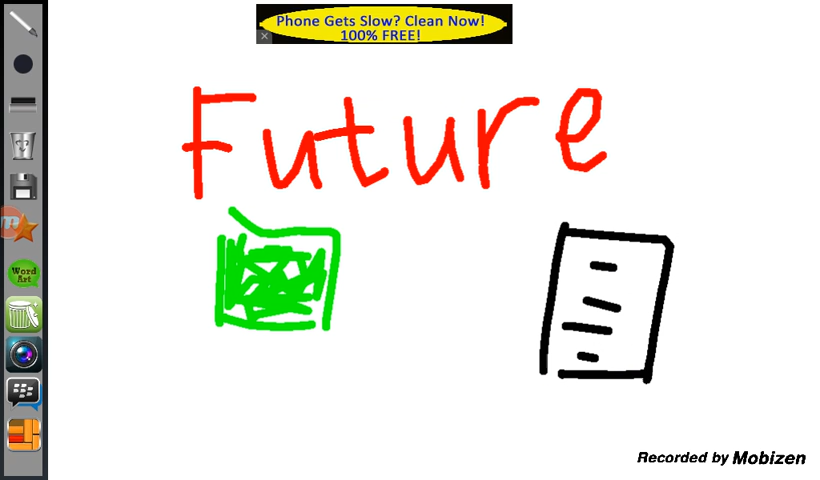 Phone Gets Slow? Clean Now!
100% FREE!
Future
Word
Art
Recorded by Mobizen